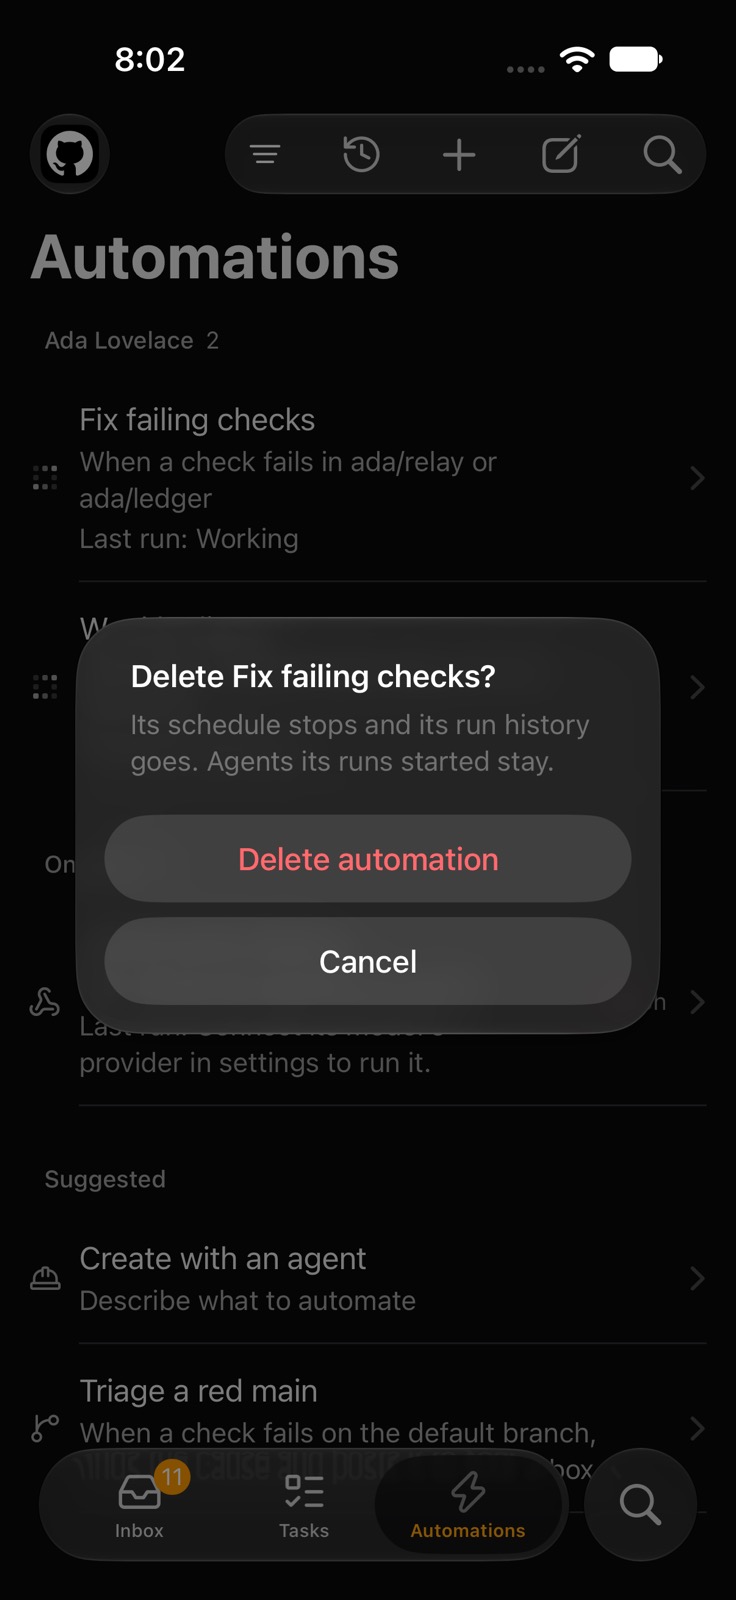 8:02
Automations
Ada Lovelace 2
Fix failing checks
When a check fails in ada/relay or
ada/ledger
Last run: Working
Delete Fix failing checks?
Its schedule stops and its run history
goes. Agents its runs started stay.
Delete automation
Cancel
provider in settings to run it.
Suggested
Create with an agent
Describe what to automate
Triage a red main
When a check fails on the default branch,
11
Inbox
Tasks
Automations